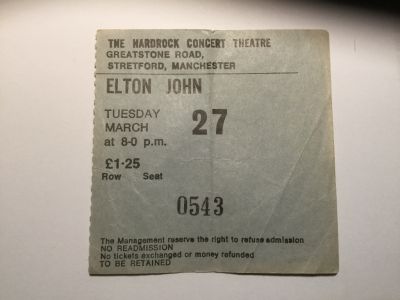 THE HARDROCK CONCERT THEATRE
GREATSTONE ROAD,
STRETFORD, MANCHESTER
ELTON JOHN
TUESDAY
MARCH 27
at 8-0 p.m.
£1·25
Row Seat
0543
The Management reserve the right to refuse admission
NO READMISSION
No tickets exchanged or money refunded
TO BE RETAINED